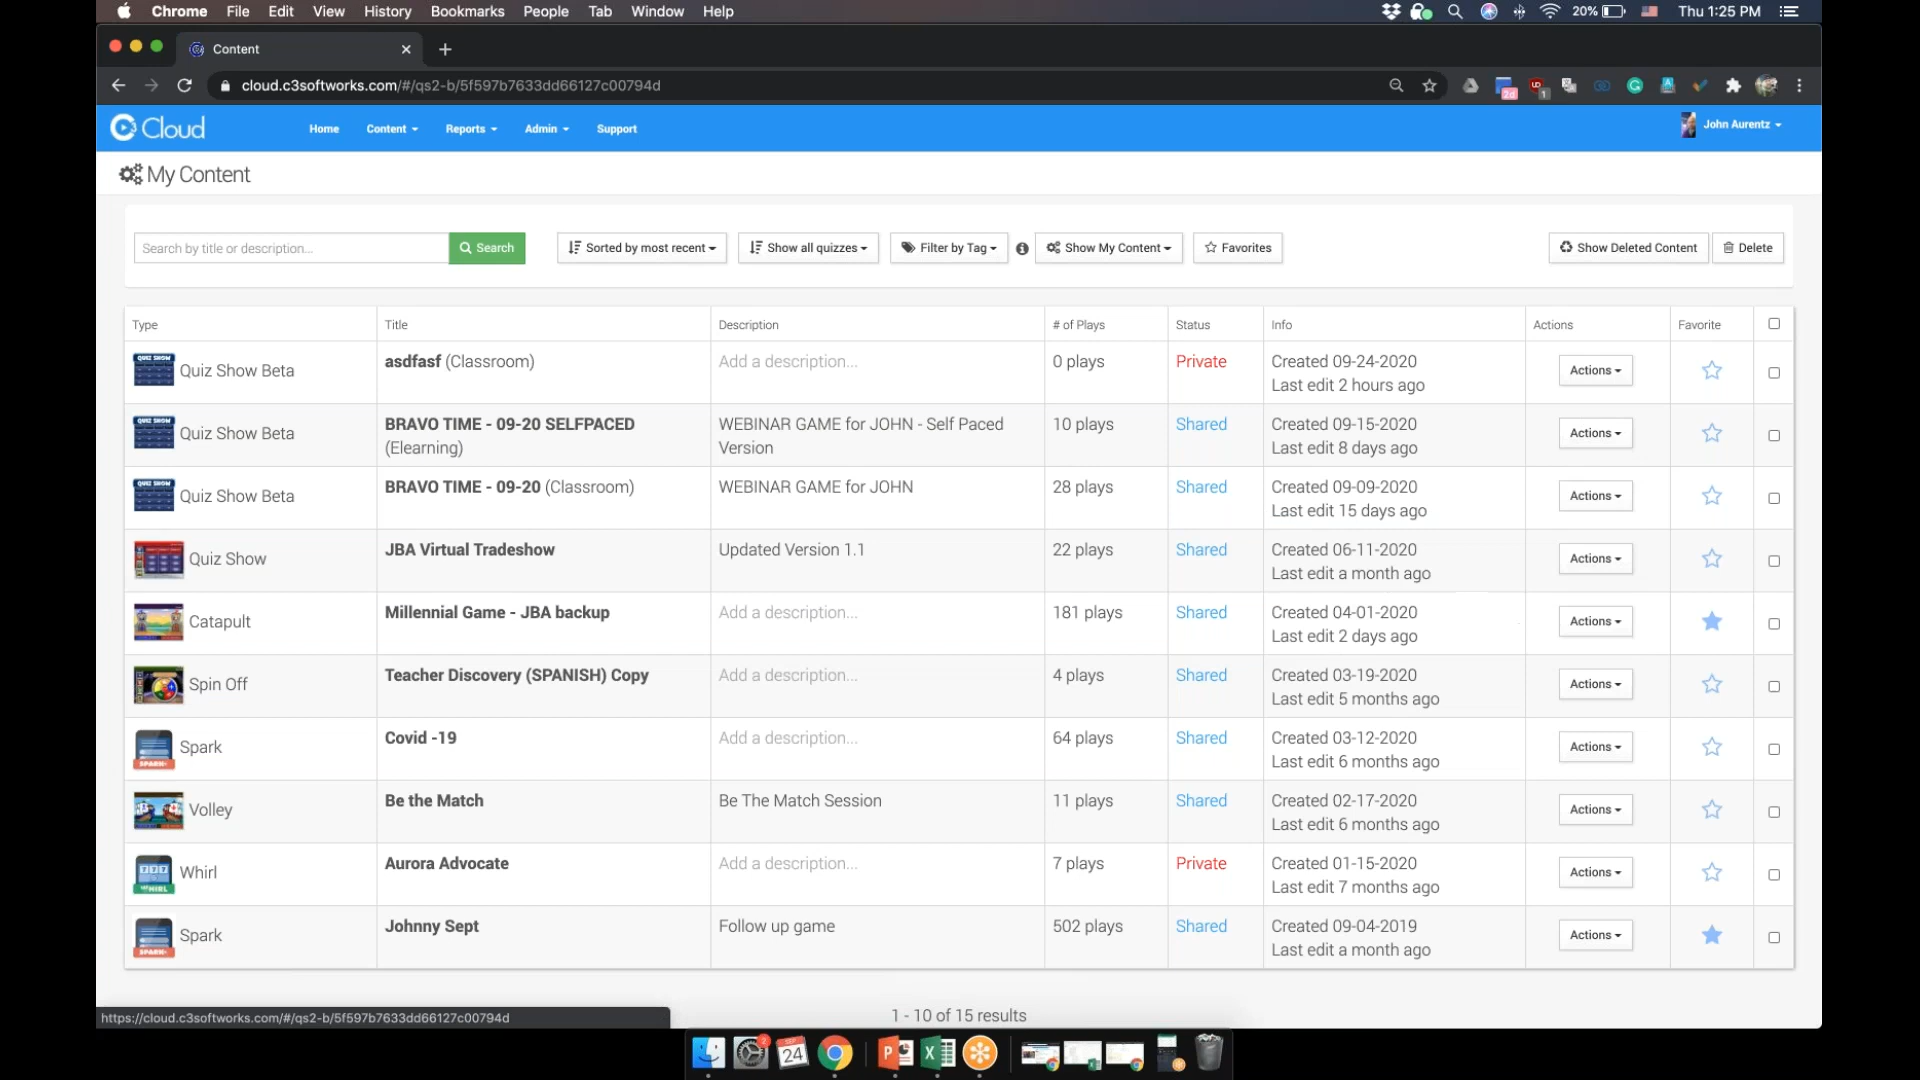 Chrome File Edit View History Bookmarks People Tab Window Help
20% Thu 1:25 PM
Content
cloud.c3softworks.com/#/qs2-b/5f597b7633dd66127c00794d
Cloud
Home Content Reports Admin Support
John Aurentz
My Content
Search by title or description... Search Sorted by most recent Show all quizzes Filter by Tag Show My Content Favorites Show Deleted Content Delete
Type Title Description # of Plays Status Info Actions Favorite
Quiz Show Beta asdfasf (Classroom) Add a description... 0 plays Private Created 09-24-2020 Actions
Last edit 2 hours ago
Quiz Show Beta BRAVO TIME - 09-20 SELFPACED WEBINAR GAME for JOHN - Self Paced 10 plays Shared Created 09-15-2020 Actions
(Elearning) Version Last edit 8 days ago
Quiz Show Beta BRAVO TIME - 09-20 (Classroom) WEBINAR GAME for JOHN 28 plays Shared Created 09-09-2020 Actions
Last edit 15 days ago
Quiz Show JBA Virtual Tradeshow Updated Version 1.1 22 plays Shared Created 06-11-2020 Actions
Last edit a month ago
Catapult Millennial Game - JBA backup Add a description... 181 plays Shared Created 04-01-2020 Actions
Last edit 2 days ago
Spin Off Teacher Discovery (SPANISH) Copy Add a description... 4 plays Shared Created 03-19-2020 Actions
Last edit 5 months ago
Spark Covid -19 Add a description... 64 plays Shared Created 03-12-2020 Actions
Last edit 6 months ago
Volley Be the Match Be The Match Session 11 plays Shared Created 02-17-2020 Actions
Last edit 6 months ago
Whirl Aurora Advocate Add a description... 7 plays Private Created 01-15-2020 Actions
Last edit 7 months ago
Spark Johnny Sept Follow up game 502 plays Shared Created 09-04-2019 Actions
Last edit a month ago
1 - 10 of 15 results
https://cloud.c3softworks.com/#/qs2-b/5f597b7633dd66127c00794d
24